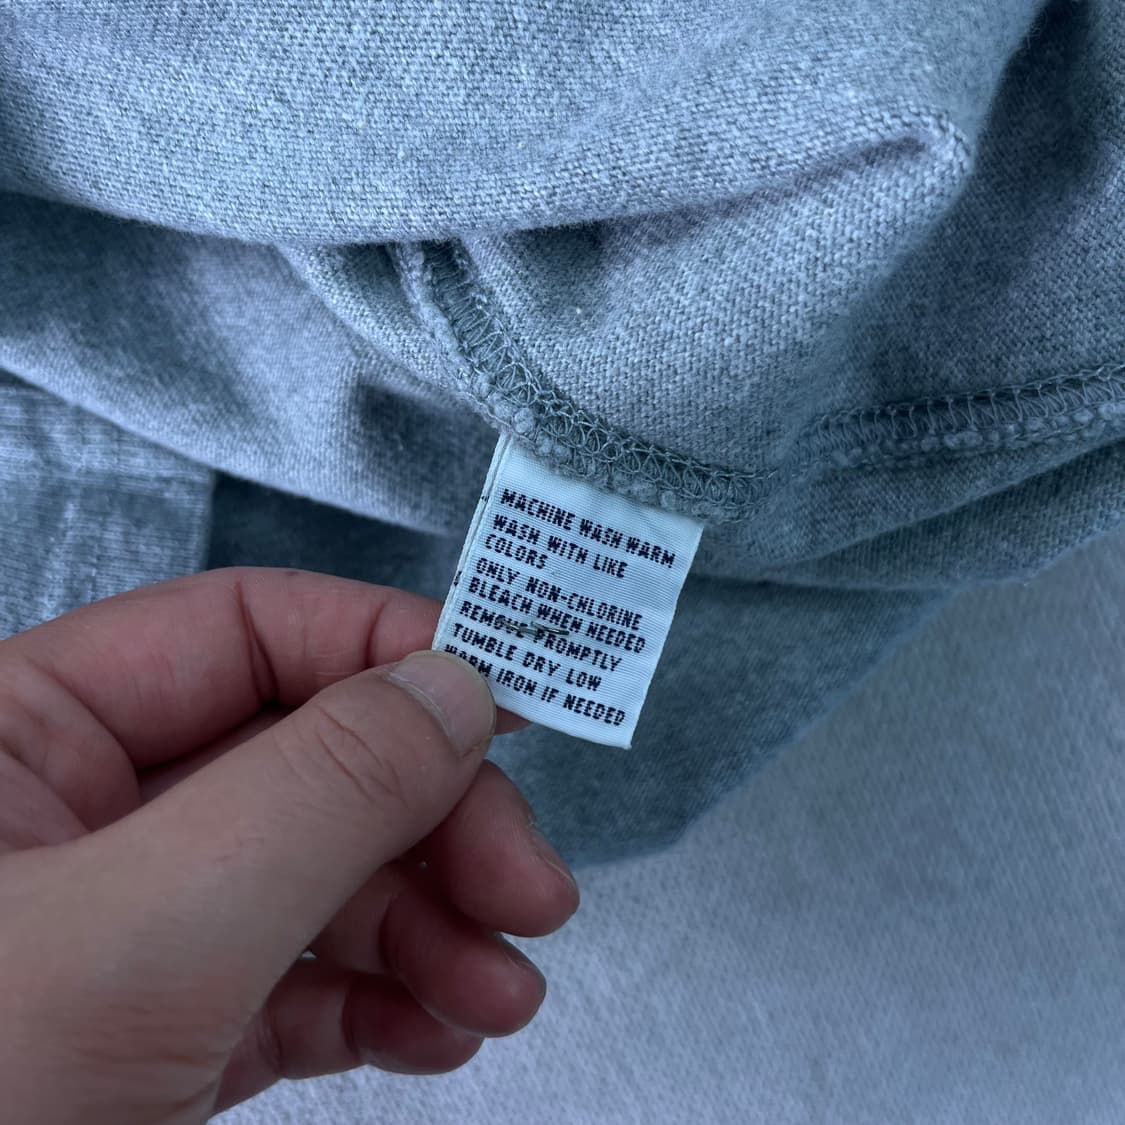 MACHINE WASH WARM
WASH WITH LIKE
COLORS
ONLY NON-CHLORINE
BLEACH WHEN NEEDED
REMOVE PROMPTLY
TUMBLE DRY LOW
WARM IRON IF NEEDED